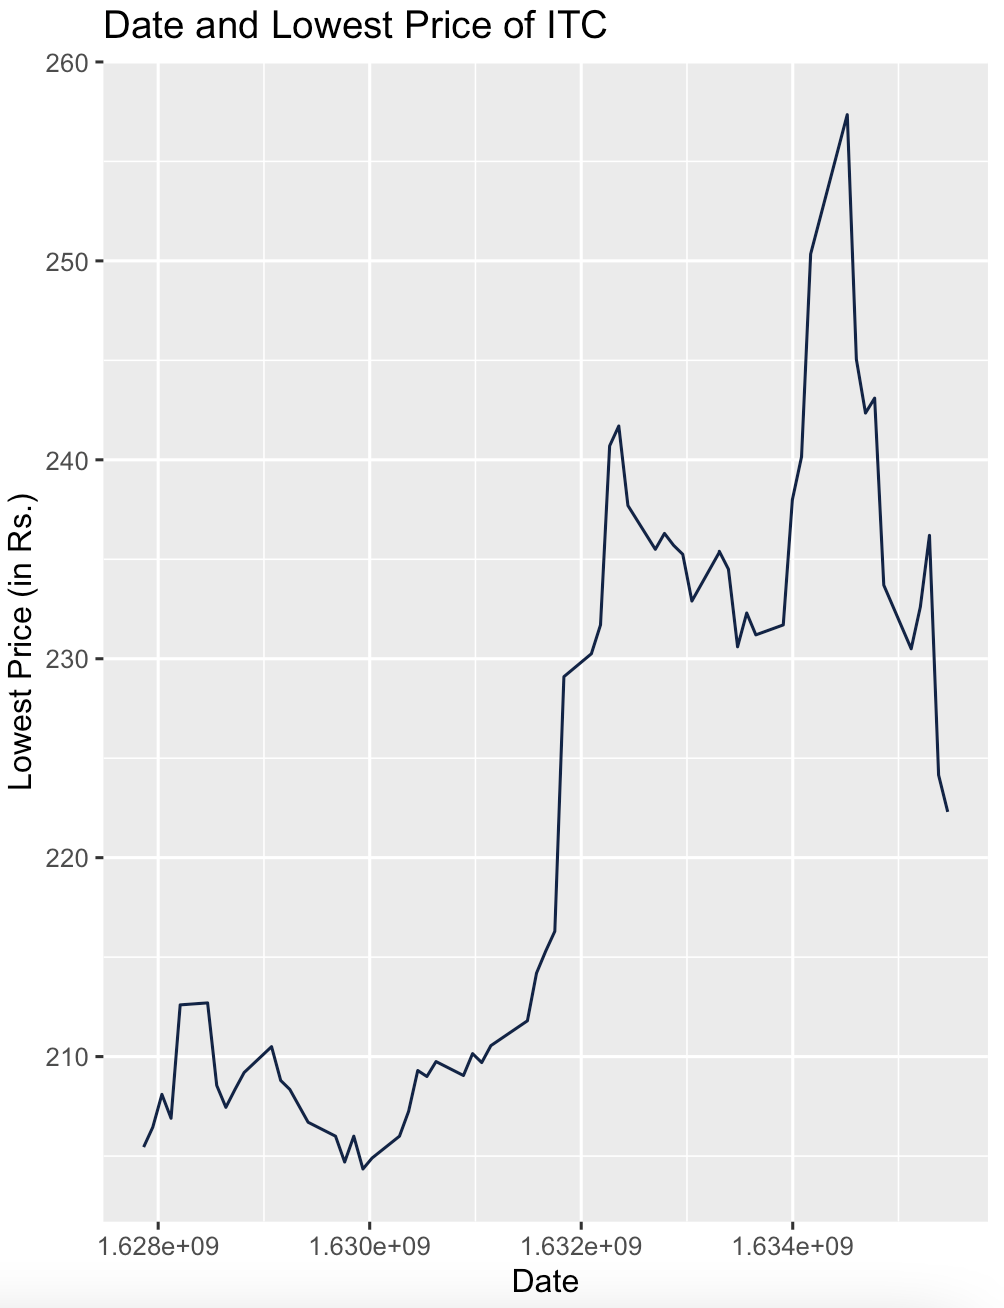 Date and Lowest Price of ITC
260
250
240
230
220
210
Lowest Price (in Rs.)
1.628e+09 1.630e+09 1.632e+09 1.634e+09
Date